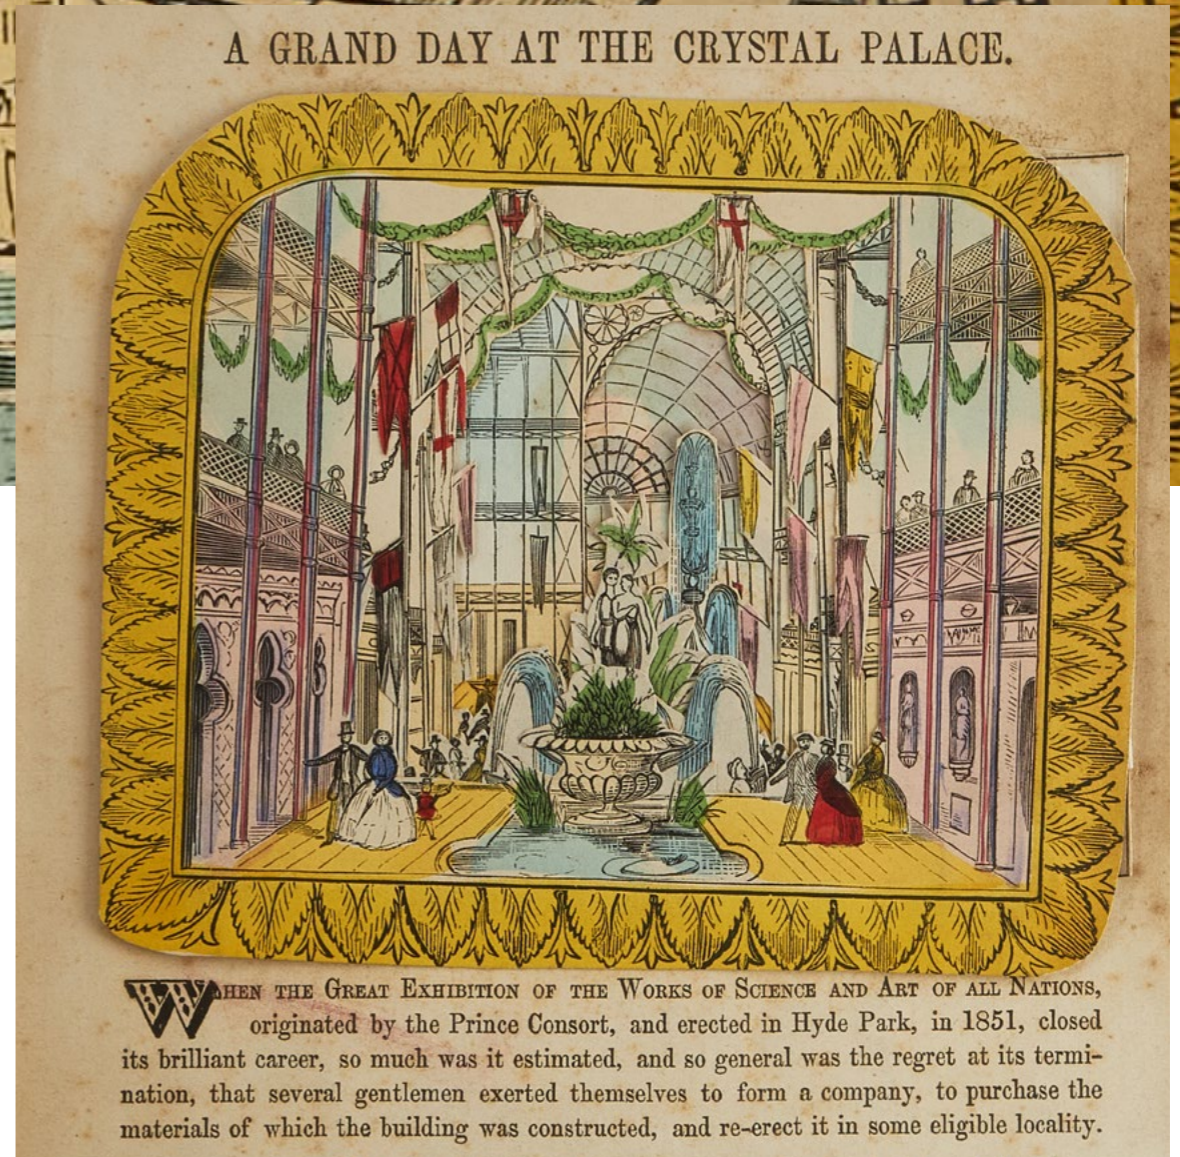 A GRAND DAY AT THE CRYSTAL PALACE.
WHEN THE GREAT EXHIBITION OF THE WORKS OF SCIENCE AND ART OF ALL NATIONS,
originated by the Prince Consort, and erected in Hyde Park, in 1851, closed
its brilliant career, so much was it estimated, and so general was the regret at its termi-
nation, that several gentlemen exerted themselves to form a company, to purchase the
materials of which the building was constructed, and re-erect it in some eligible locality.